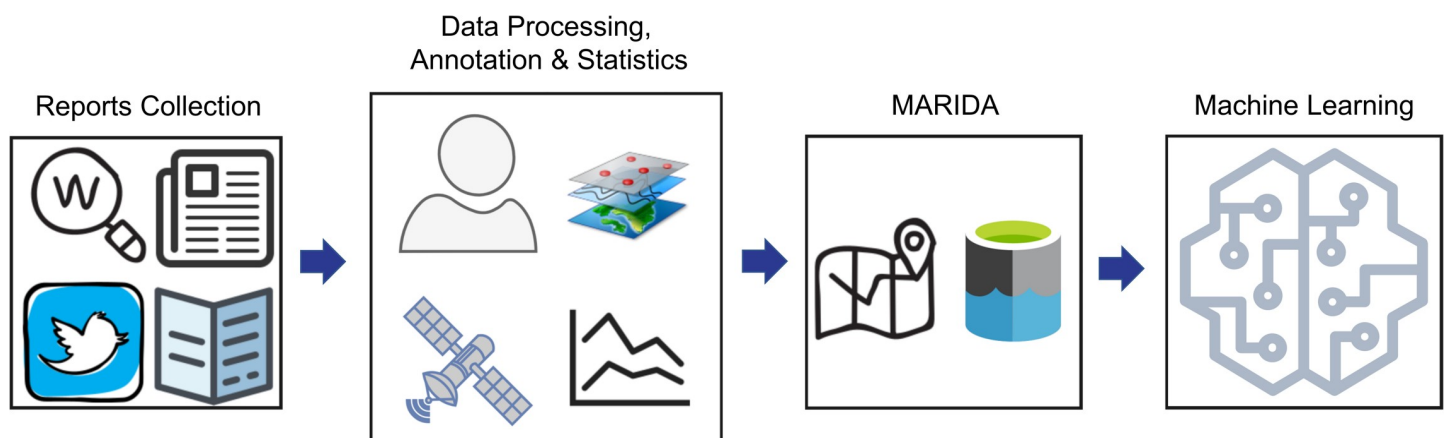 Data Processing,
Annotation & Statistics
Reports Collection
MARIDA
Machine Learning
W